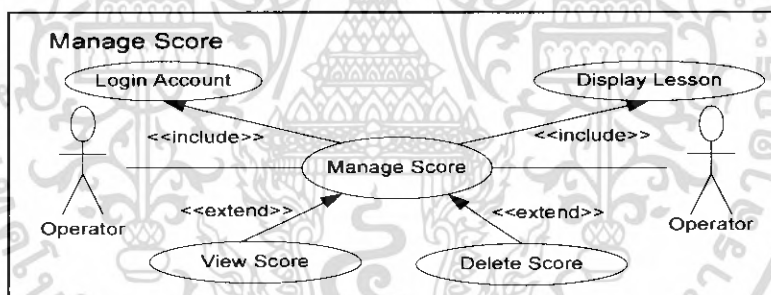 Manage Score
Login Account
Display Lesson
<<include>>
<<include>>
Manage Score
<<extend>>
<<extend>>
Operator
Operator
View Score
Delete Score